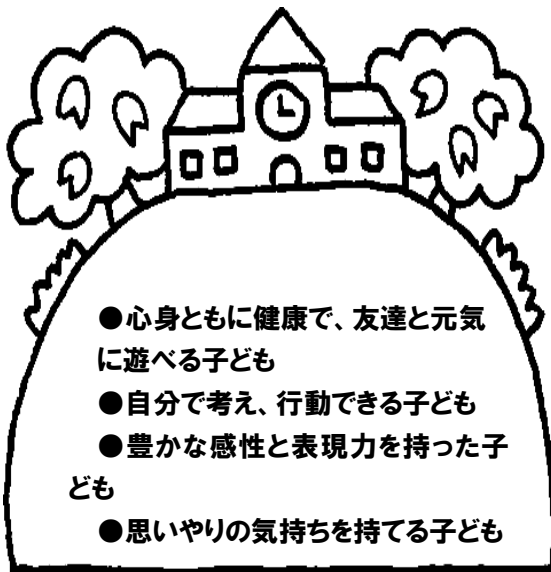 ●心身ともに健康で、友達と元気
に遊べる子ども
●自分で考え、行動できる子ども
●豊かな感性と表現力を持った子
ども
●思いやりの気持ちを持てる子ども